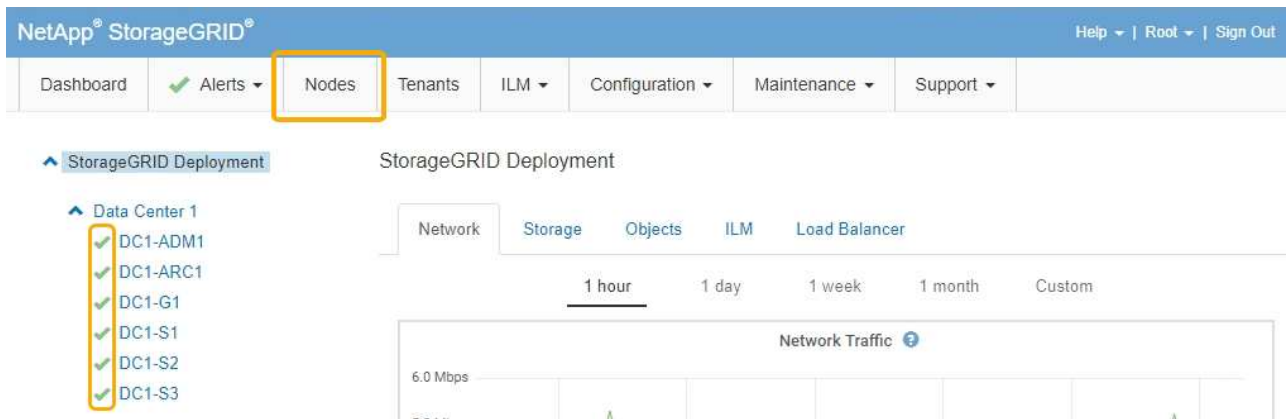 NetApp® StorageGRID®
Help | Root | Sign Out
Dashboard Alerts Nodes Tenants ILM Configuration Maintenance Support
StorageGRID Deployment
StorageGRID Deployment
Data Center 1
DC1-ADM1
DC1-ARC1
DC1-G1
DC1-S1
DC1-S2
DC1-S3
Network Storage Objects ILM Load Balancer
1 hour 1 day 1 week 1 month Custom
Network Traffic
6.0 Mbps